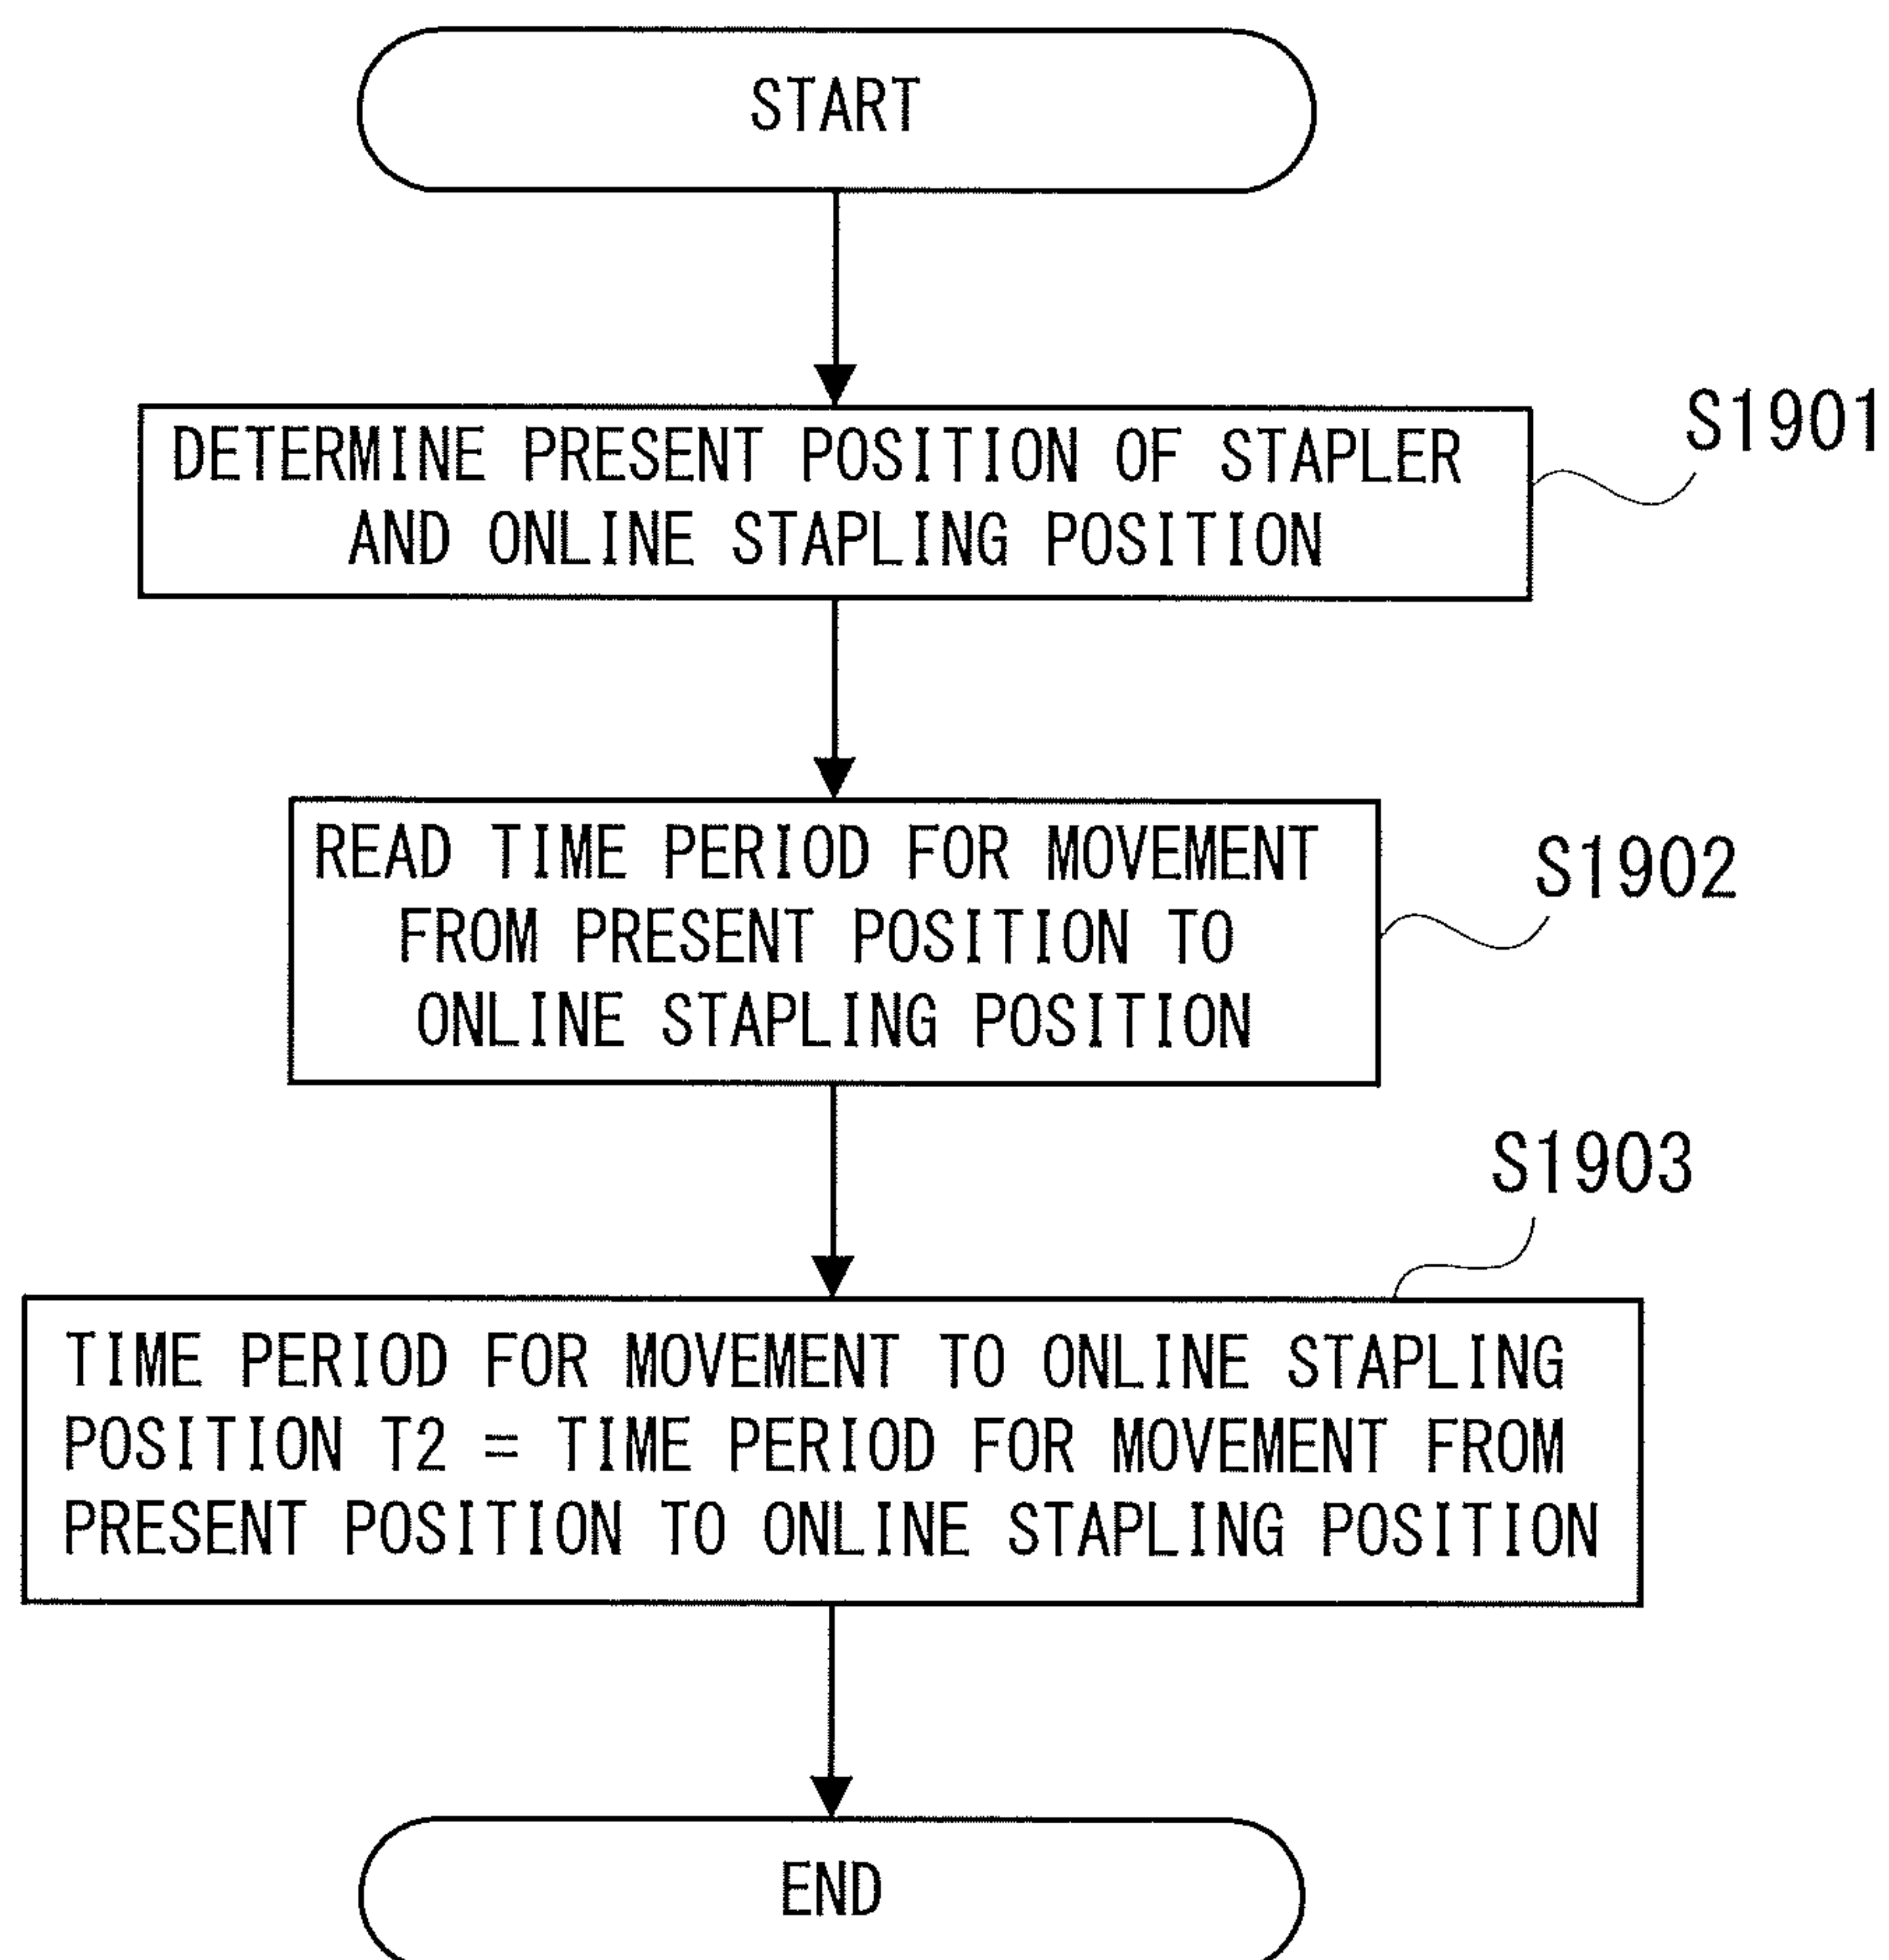 START
S1901
DETERMINE PRESENT POSITION OF STAPLER
AND ONLINE STAPLING POSITION
S1902
READ TIME PERIOD FOR MOVEMENT
FROM PRESENT POSITION TO
ONLINE STAPLING POSITION
S1903
TIME PERIOD FOR MOVEMENT TO ONLINE STAPLING
POSITION T2 = TIME PERIOD FOR MOVEMENT FROM
PRESENT POSITION TO ONLINE STAPLING POSITION
END